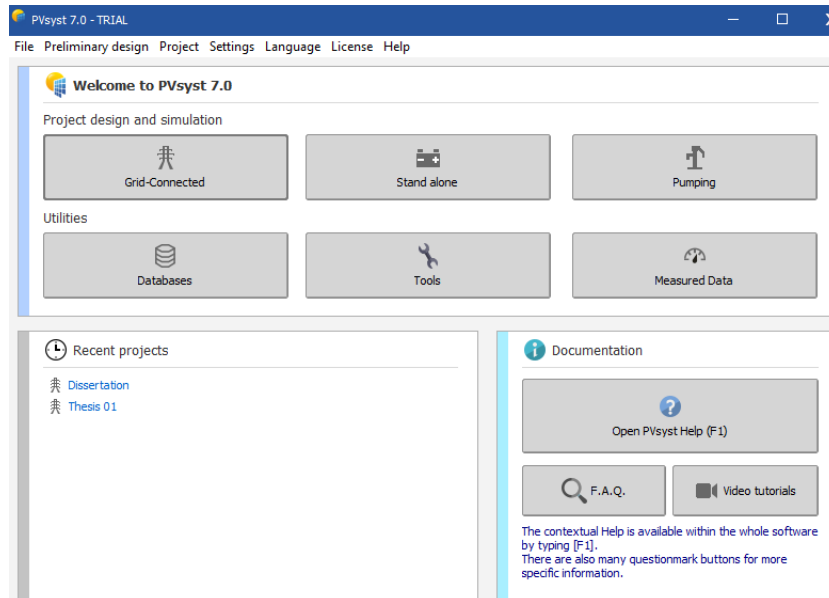 PVsyst 7.0 - TRIAL
File Preliminary design Project Settings Language License Help
Welcome to PVsyst 7.0
Project design and simulation
Grid-Connected
Stand alone
Pumping
Utilities
Databases
Tools
Measured Data
Recent projects
Dissertation
Thesis 01
Documentation
Open PVsyst Help (F1)
F.A.Q.
Video tutorials
The contextual Help is available within the whole software
by typing [F1].
There are also many questionmark buttons for more
specific information.